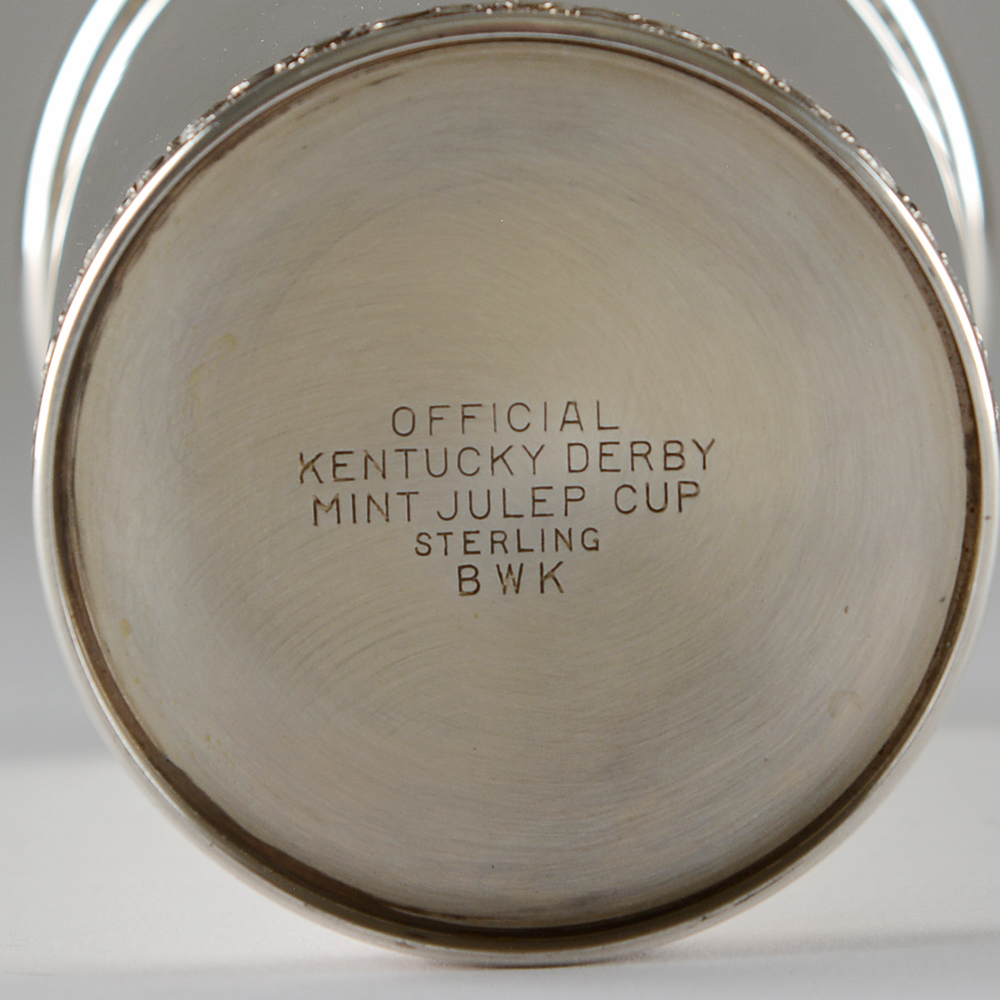 OFFICIAL
KENTUCKY DERBY
MINT JULEP CUP
STERLING
BWK